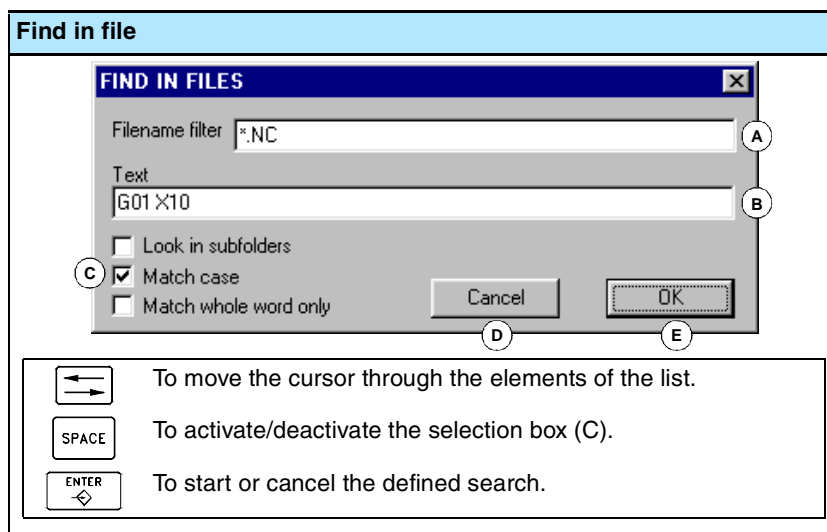 Find in file
FIND IN FILES
Filename filter *.NC A
Text
G01 X10 B
Look in subfolders
C Match case
Match whole word only
Cancel OK
D E
To move the cursor through the elements of the list.
SPACE To activate/deactivate the selection box (C).
ENTER To start or cancel the defined search.